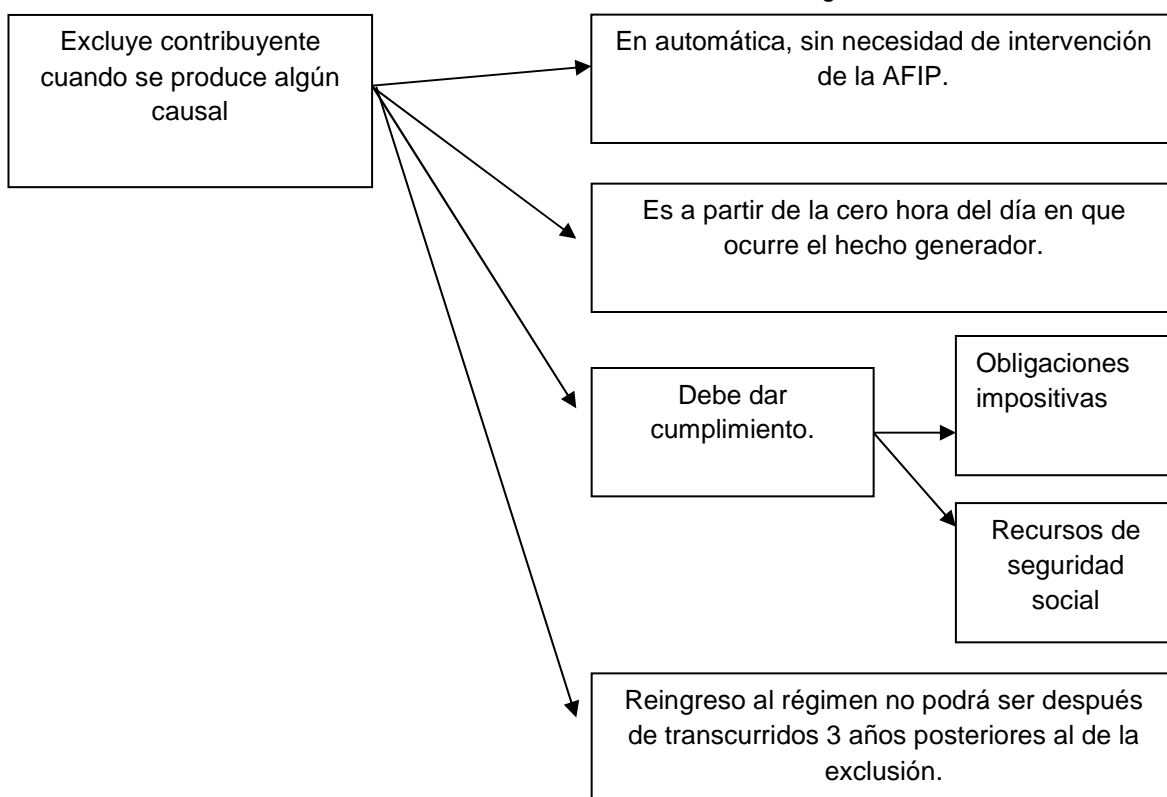 Excluye contribuyente
cuando se produce algún
causal
En automática, sin necesidad de intervención
de la AFIP.
Es a partir de la cero hora del día en que
ocurre el hecho generador.
Debe dar
cumplimiento.
Obligaciones
impositivas
Recursos de
seguridad
social
Reingreso al régimen no podrá ser después
de transcurridos 3 años posteriores al de la
exclusión.